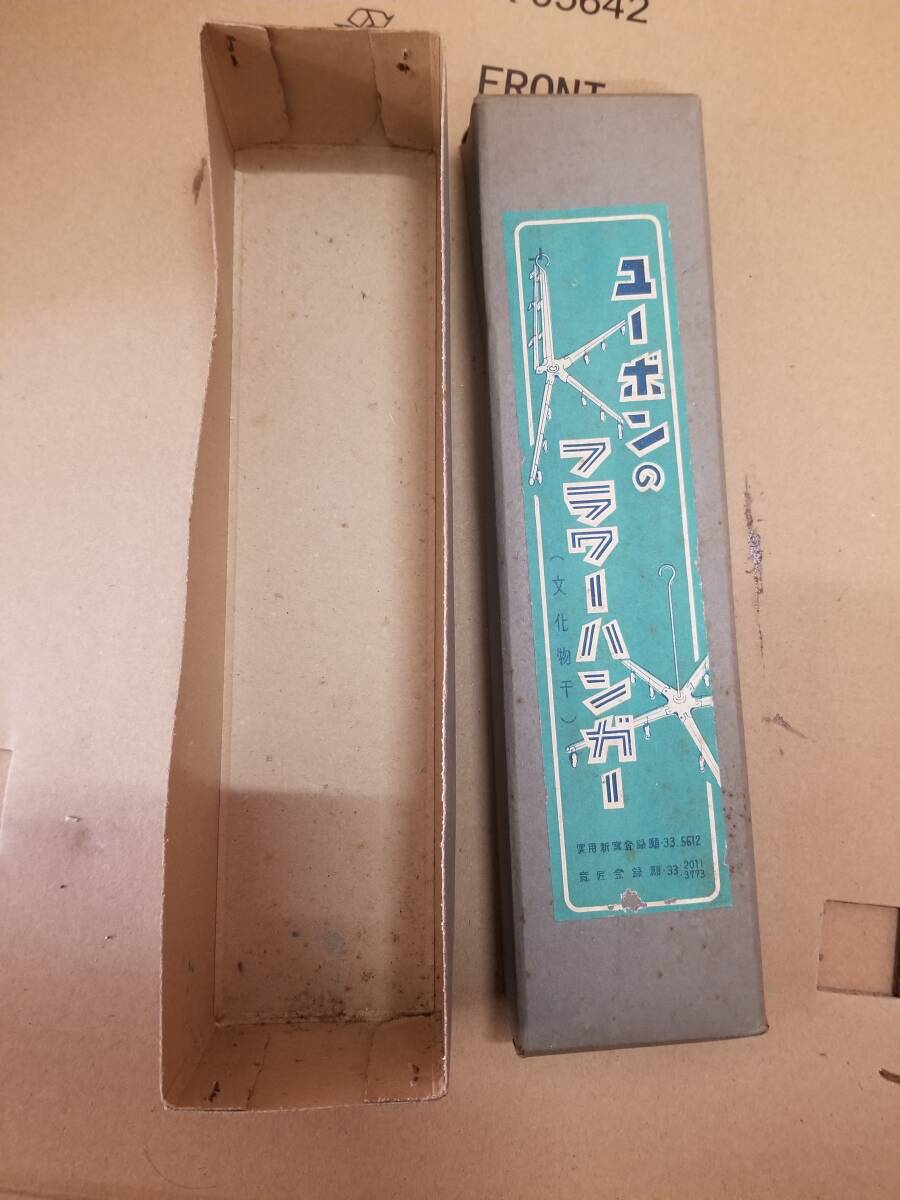 05642
FRONT
ユーボンの
フラワーハンガー
(文化物干)
実用新案登録願・33.5612
意匠登録願・33.2011
3773